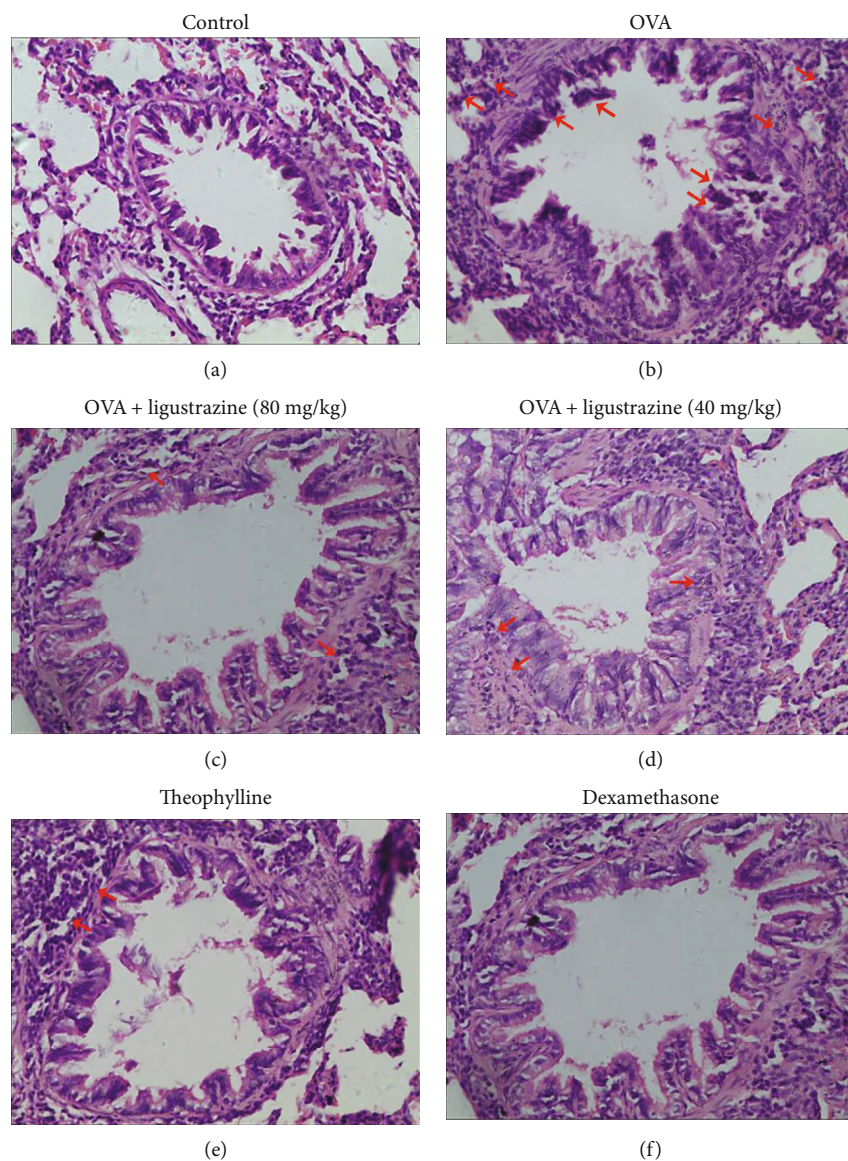 Control
OVA
(a)
(b)
OVA + ligustrazine (80 mg/kg)
OVA + ligustrazine (40 mg/kg)
(c)
(d)
Theophylline
Dexamethasone
(e)
(f)